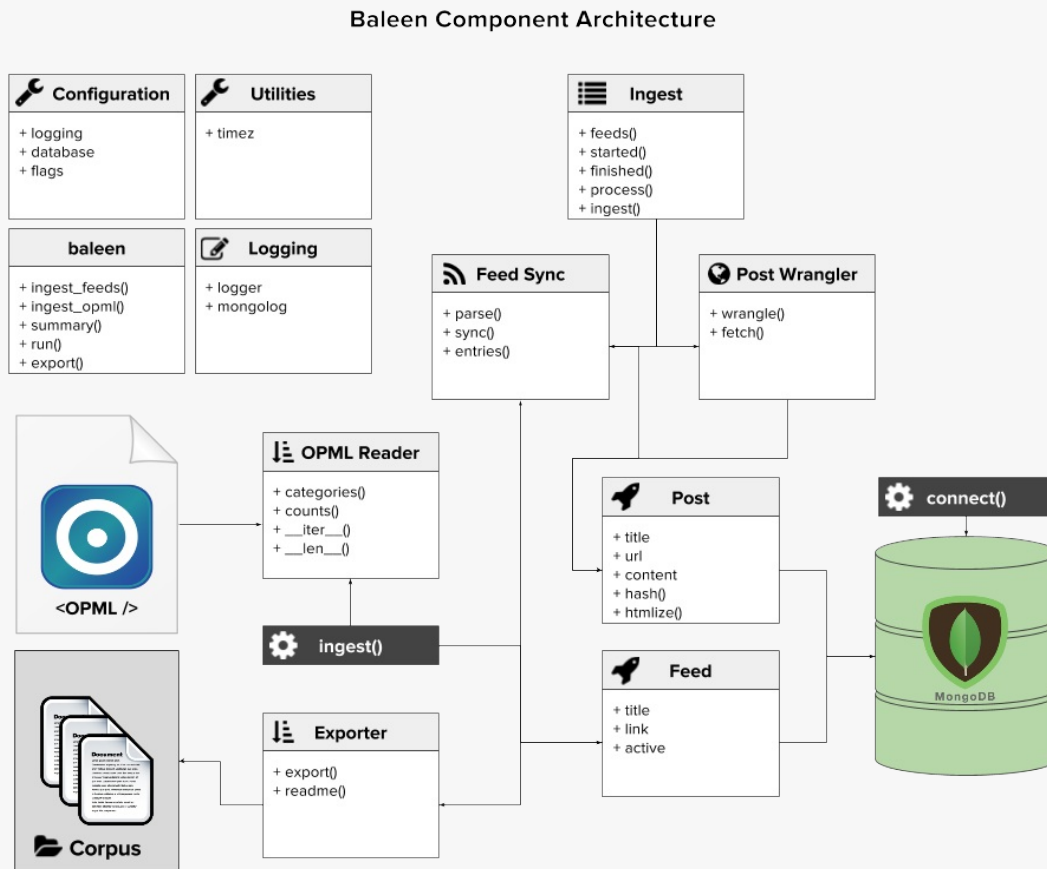 Baleen Component Architecture
Configuration
+ logging
+ database
+ flags
Utilities
+ timez
Ingest
+ feeds()
+ started()
+ finished()
+ process()
+ ingest()
baleen
+ ingest_feeds()
+ ingest_opml()
+ summary()
+ run()
+ export()
Logging
+ logger
+ mongolog
Feed Sync
+ parse()
+ sync()
+ entries()
Post Wrangler
+ wrangle()
+ fetch()
<OPML />
OPML Reader
+ categories()
+ counts()
+ __iter__()
+ __len__()
Post
+ title
+ url
+ content
+ hash()
+ htmlize()
connect()
MongoDB
ingest()
Feed
+ title
+ link
+ active
Exporter
+ export()
+ readme()
Document
Corpus